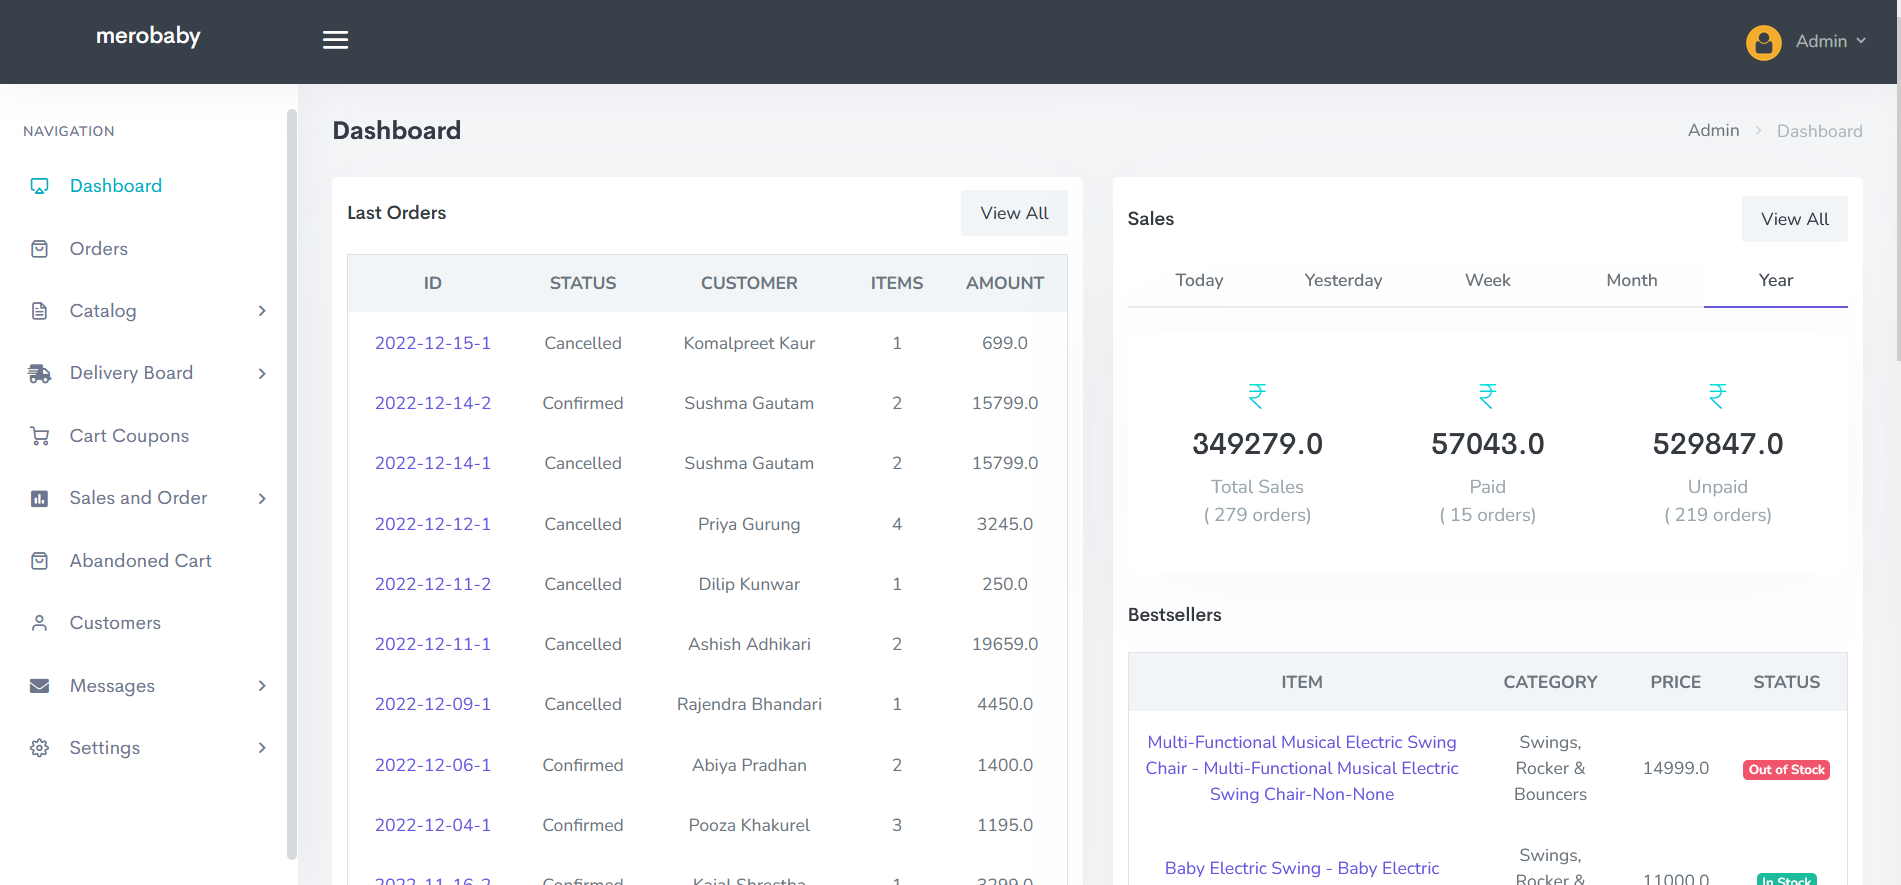 merobaby
Admin
NAVIGATION
Dashboard
Orders
Catalog
Delivery Board
Cart Coupons
Sales and Order
Abandoned Cart
Customers
Messages
Settings
Dashboard
Admin > Dashboard
Last Orders
View All
ID STATUS CUSTOMER ITEMS AMOUNT
2022-12-15-1 Cancelled Komalpreet Kaur 1 699.0
2022-12-14-2 Confirmed Sushma Gautam 2 15799.0
2022-12-14-1 Cancelled Sushma Gautam 2 15799.0
2022-12-12-1 Cancelled Priya Gurung 4 3245.0
2022-12-11-2 Cancelled Dilip Kunwar 1 250.0
2022-12-11-1 Cancelled Ashish Adhikari 2 19659.0
2022-12-09-1 Cancelled Rajendra Bhandari 1 4450.0
2022-12-06-1 Confirmed Abiya Pradhan 2 1400.0
2022-12-04-1 Confirmed Pooza Khakurel 3 1195.0
2022-11-16-2 Confirmed Kajal Shrestha 1 3299.0
Sales
View All
Today Yesterday Week Month Year
₹ ₹ ₹
349279.0 57043.0 529847.0
Total Sales Paid Unpaid
( 279 orders) ( 15 orders) ( 219 orders)
Bestsellers
ITEM CATEGORY PRICE STATUS
Multi-Functional Musical Electric Swing
Chair - Multi-Functional Musical Electric
Swing Chair-Non-None
Swings,
Rocker &
Bouncers
14999.0
Out of Stock
Baby Electric Swing - Baby Electric
Swings,
Rocker &
11000.0
In Stock